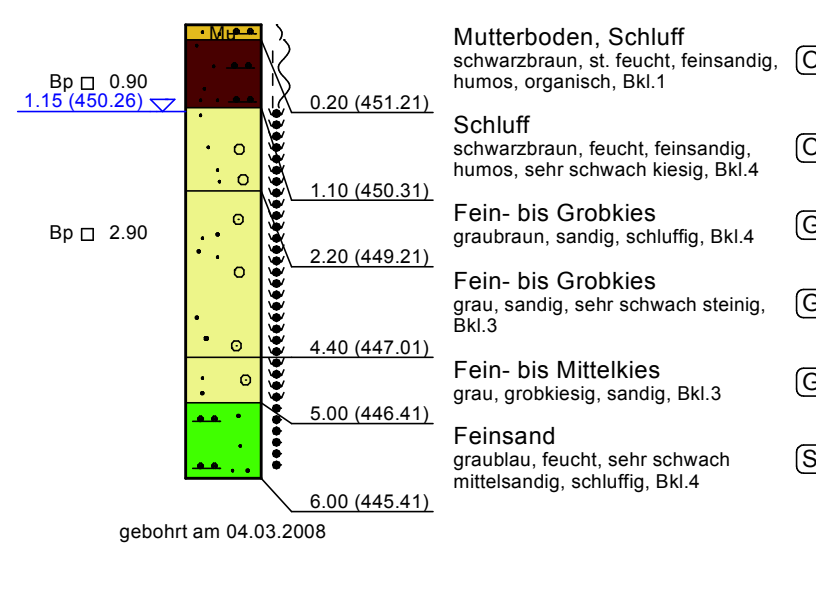 Mu
Bp 0.90
1.15 (450.26)
Bp 2.90
0.20 (451.21)
1.10 (450.31)
2.20 (449.21)
4.40 (447.01)
5.00 (446.41)
6.00 (445.41)
Mutterboden, Schluff
schwarzbraun, st. feucht, feinsandig,
humos, organisch, Bkl.1
Schluff
schwarzbraun, feucht, feinsandig,
humos, sehr schwach kiesig, Bkl.4
Fein- bis Grobkies
graubraun, sandig, schluffig, Bkl.4
Fein- bis Grobkies
grau, sandig, sehr schwach steinig,
Bkl.3
Fein- bis Mittelkies
grau, grobkiesig, sandig, Bkl.3
Feinsand
graublau, feucht, sehr schwach
mittelsandig, schluffig, Bkl.4
gebohrt am 04.03.2008